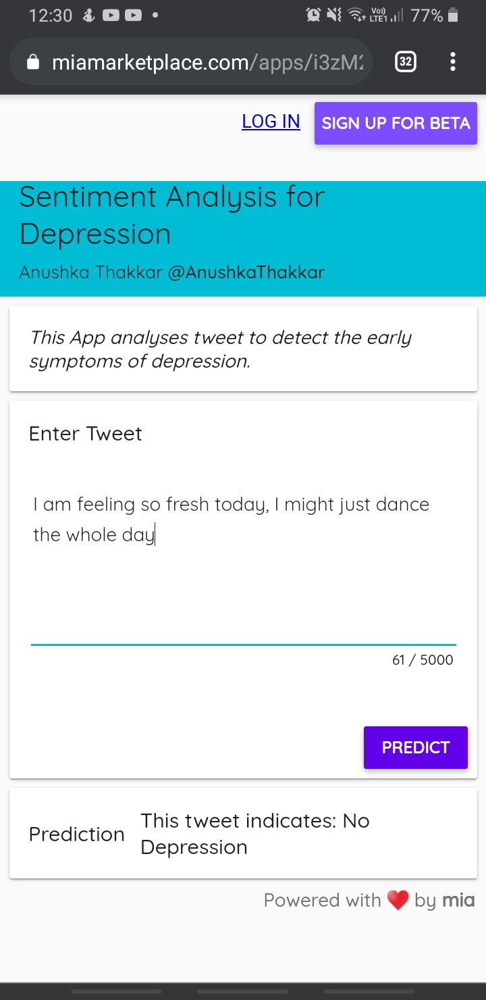 12:30
Vo))
LTE1
77%
miamarketplace.com/apps/i3zM
32
LOG IN
SIGN UP FOR BETA
Sentiment Analysis for
Depression
Anushka Thakkar @AnushkaThakkar
This App analyses tweet to detect the early
symptoms of depression.
Enter Tweet
I am feeling so fresh today, I might just dance
the whole day
61 / 5000
PREDICT
Prediction
This tweet indicates: No
Depression
Powered with ❤️ by mia